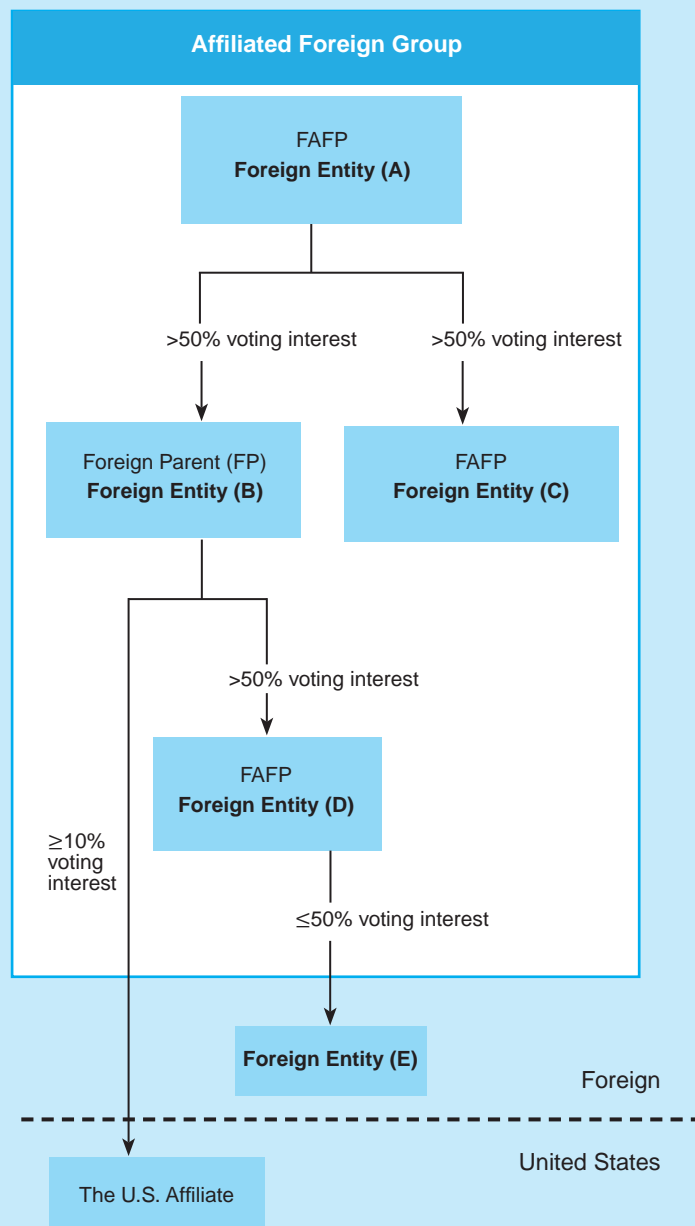 Affiliated Foreign Group
FAFP
Foreign Entity (A)
>50% voting interest
>50% voting interest
Foreign Parent (FP)
Foreign Entity (B)
FAFP
Foreign Entity (C)
>50% voting interest
FAFP
Foreign Entity (D)
≥10%
voting
interest
≤50% voting interest
Foreign Entity (E)
Foreign
United States
The U.S. Affiliate